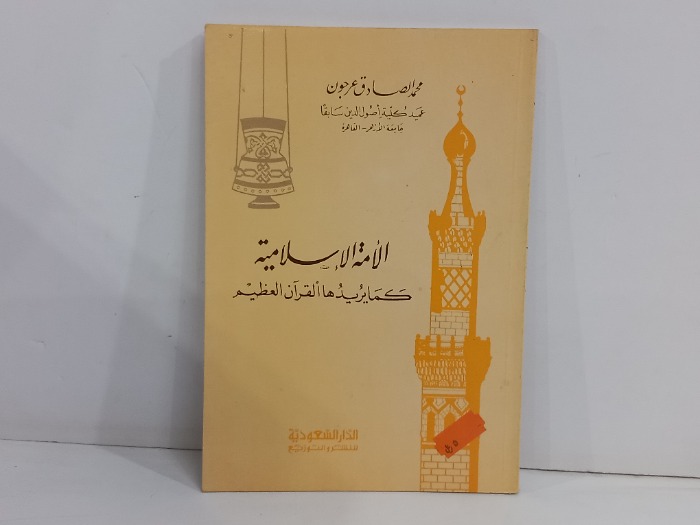 محمد الصادق عرجون
عميد كلية أصول الدين سابقا
جامعة الأزهر - القاهرة
الأمة الإسلامية
كما يريدها القرآن العظيم
الدار السعودية
للنشر والتوزيع